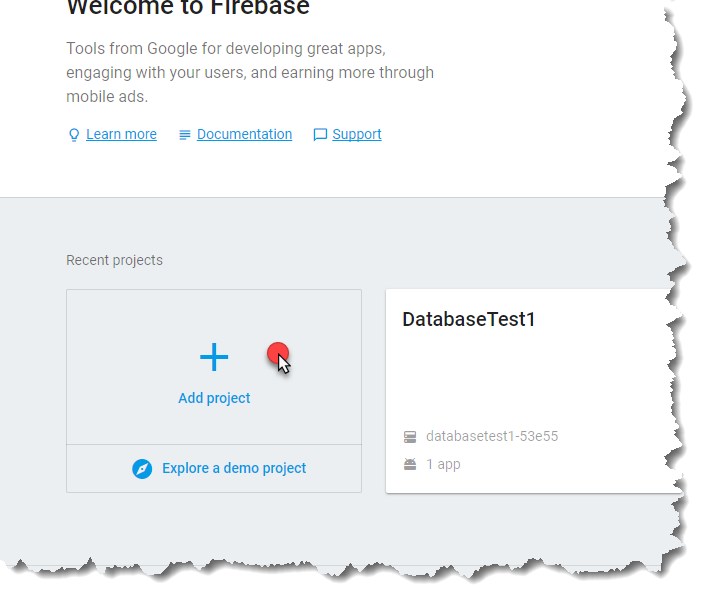 Welcome to Firebase
Tools from Google for developing great apps,
engaging with your users, and earning more through
mobile ads.
Learn more Documentation Support
Recent projects
Add project
Explore a demo project
DatabaseTest1
databasetest1-53e55
1 app